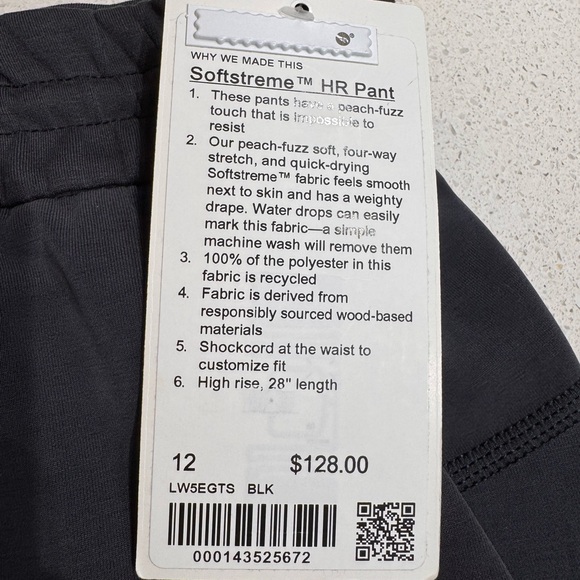 WHY WE MADE THIS
Softstreme™ HR Pant
1. These pants have a peach-fuzz
touch that is impossible to
resist
2. Our peach-fuzz soft, four-way
stretch, and quick-drying
Softstreme™ fabric feels smooth
next to skin and has a weighty
drape. Water drops can easily
mark this fabric—a simple
machine wash will remove them
3. 100% of the polyester in this
fabric is recycled
4. Fabric is derived from
responsibly sourced wood-based
materials
5. Shockcord at the waist to
customize fit
6. High rise, 28" length
12 $128.00
LW5EGTS BLK
000143525672